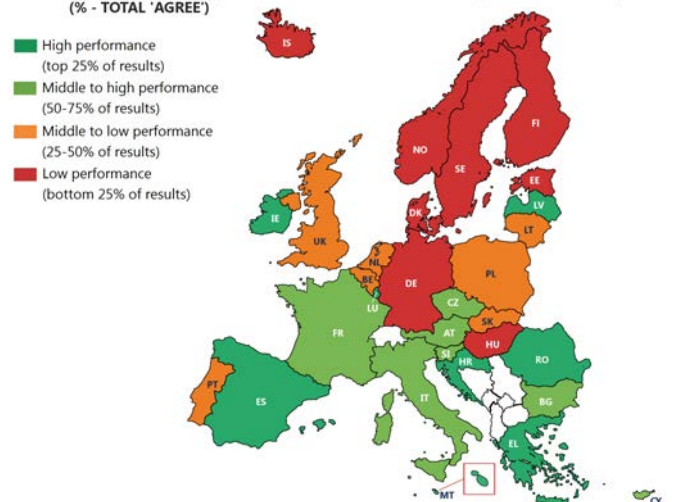 (% - TOTAL 'AGREE')
High performance
(top 25% of results)
Middle to high performance
(50-75% of results)
Middle to low performance
(25-50% of results)
Low performance
(bottom 25% of results)
IS
FI
NO
SE
EE
DK
LV
LT
IE
UK
NL
BE
DE
PL
LU
CZ
SK
FR
AT
HU
SI
HR
RO
PT
ES
IT
BG
EL
MT
CY